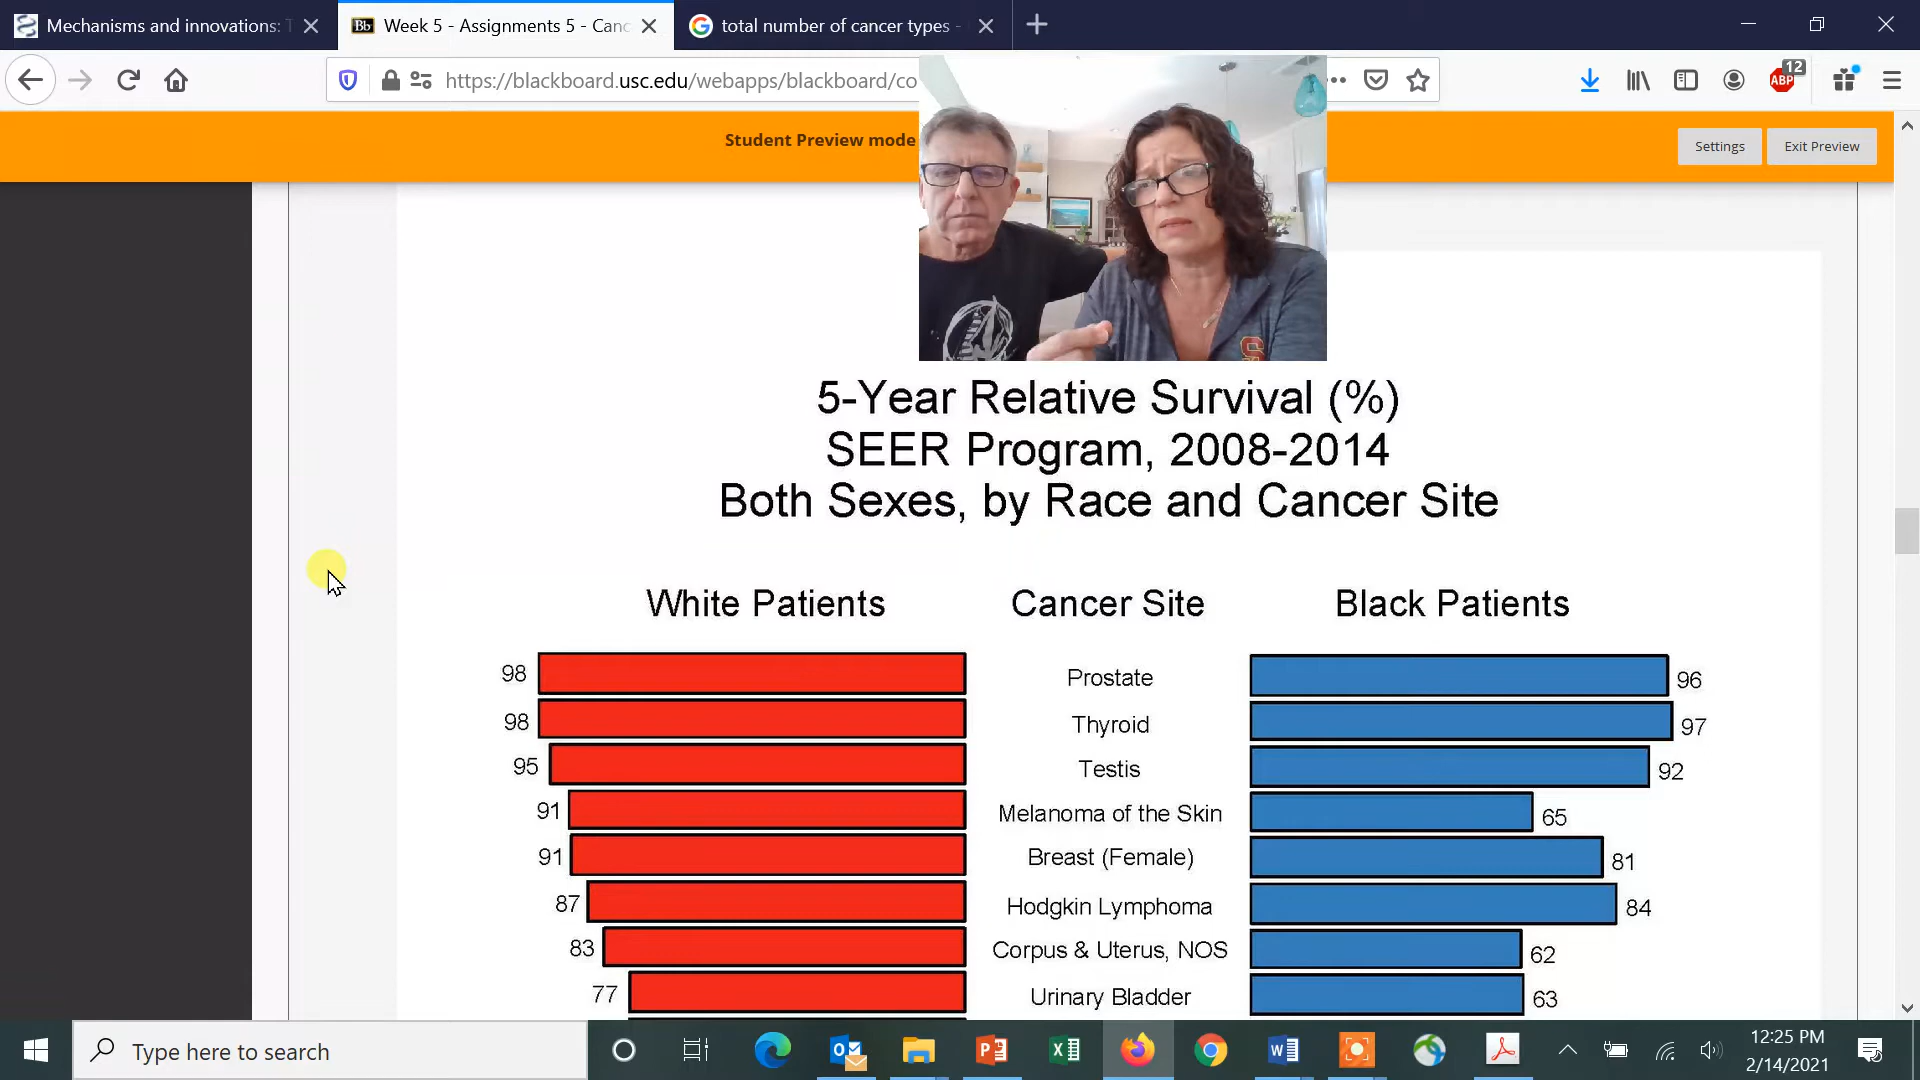 Mechanisms and innovations: T
Bb
Week 5 - Assignments 5 - Canc
total number of cancer types -
https://blackboard.usc.edu/webapps/blackboard/co
ABP
12
Student Preview mode
Settings
Exit Preview
5-Year Relative Survival (%)
SEER Program, 2008-2014
Both Sexes, by Race and Cancer Site
White Patients Cancer Site Black Patients
98 Prostate 96
98 Thyroid 97
95 Testis 92
91 Melanoma of the Skin 65
91 Breast (Female) 81
87 Hodgkin Lymphoma 84
83 Corpus & Uterus, NOS 62
77 Urinary Bladder 63
Type here to search
12:25 PM
2/14/2021